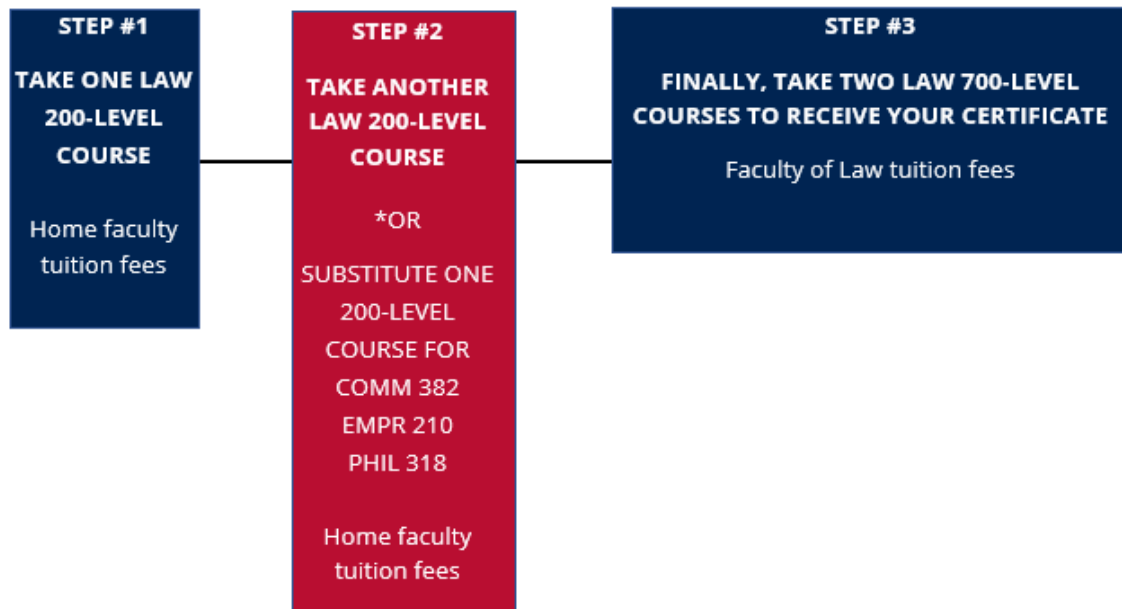 STEP #1
TAKE ONE LAW
200-LEVEL
COURSE
Home faculty
tuition fees
STEP #2
TAKE ANOTHER
LAW 200-LEVEL
COURSE
*OR
SUBSTITUTE ONE
200-LEVEL
COURSE FOR
COMM 382
EMPR 210
PHIL 318
Home faculty
tuition fees
STEP #3
FINALLY, TAKE TWO LAW 700-LEVEL
COURSES TO RECEIVE YOUR CERTIFICATE
Faculty of Law tuition fees